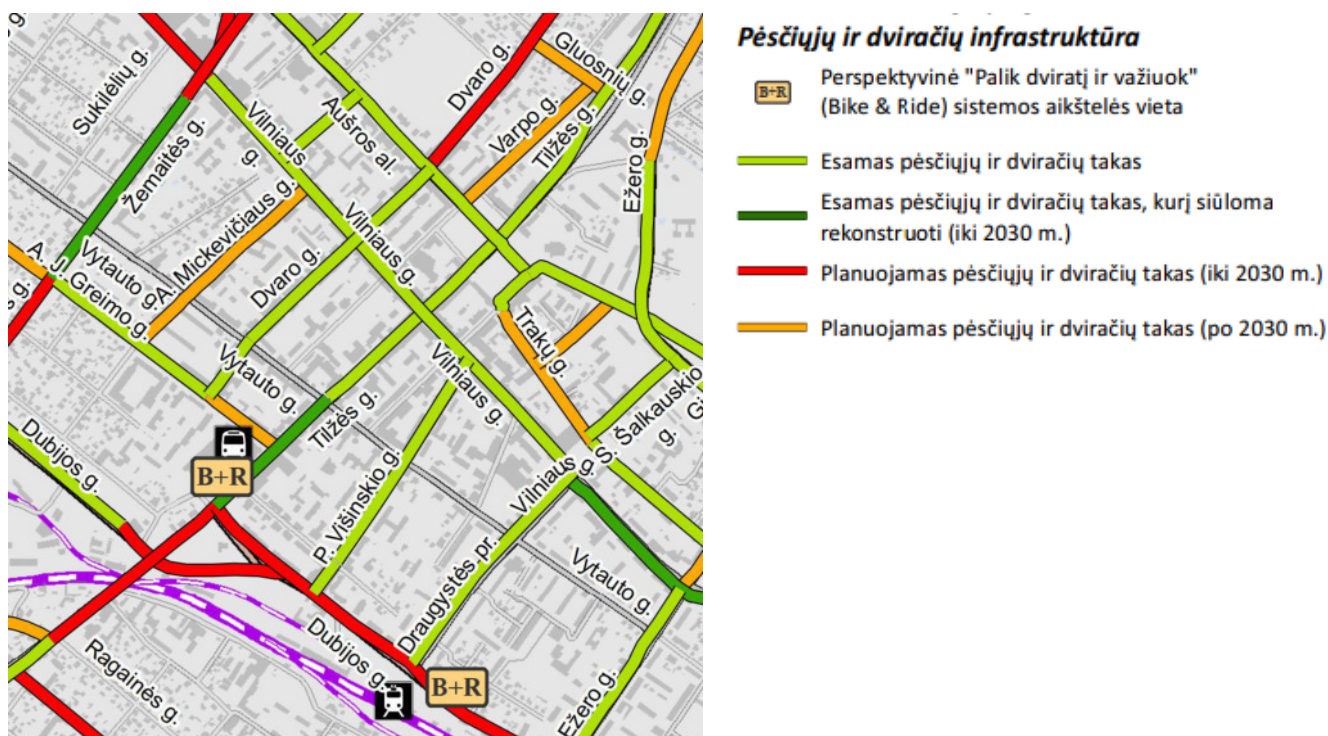 Pėsčiųjų ir dviračių infrastruktūra
B+R
Perspektyvinė "Palik dviratį ir važiuok"
(Bike & Ride) sistemos aikštelės vieta
Esamas pėsčiųjų ir dviračių takas
Esamas pėsčiųjų ir dviračių takas, kurį siūloma
rekonstruoti (iki 2030 m.)
Planuojamas pėsčiųjų ir dviračių takas (iki 2030 m.)
Planuojamas pėsčiųjų ir dviračių takas (po 2030 m.)
Sukilėlių g.
Žemaitės g.
Vilniaus
g.
Aušros al.
Dvaro g.
Gluosnių g.
Varpo g.
Tilžės g.
Ežero g.
A. J. Greimo g.
Vytauto g.
A. Mickevičiaus g.
Dvaro g.
Vilniaus g.
Trakų g.
Vytauto g.
Tilžės g.
Vilniaus g.
S. Šalkauskio
g.
Dubijos g.
B+R
P. Višinskio g.
Vilniaus g.
Draugystės pr.
Vytauto g.
Dubijos g.
B+R
Ragainės g.
Ežero g.